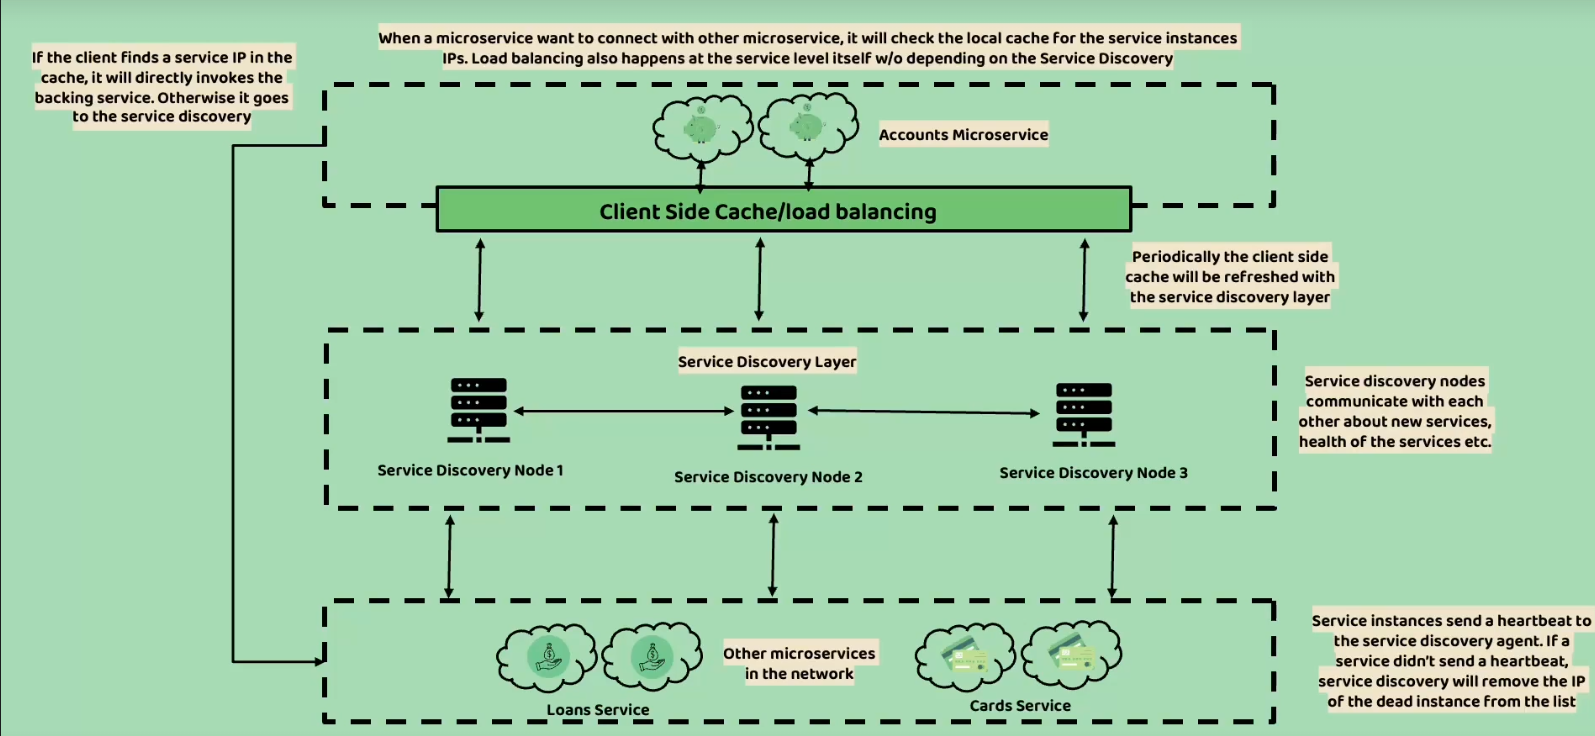 When a microservice want to connect with other microservice, it will check the local cache for the service instances
IPs. Load balancing also happens at the service level itself w/o depending on the Service Discovery
If the client finds a service IP in the
cache, it will directly invokes the
backing service. Otherwise it goes
to the service discovery
Accounts Microservice
Client Side Cache/load balancing
Periodically the client side
cache will be refreshed with
the service discovery layer
Service Discovery Layer
Service Discovery Node 1
Service Discovery Node 2
Service Discovery Node 3
Service discovery nodes
communicate with each
other about new services,
health of the services etc.
Other microservices
in the network
Loans Service
Cards Service
Service instances send a heartbeat to
the service discovery agent. If a
service didn't send a heartbeat,
service discovery will remove the IP
of the dead instance from the list